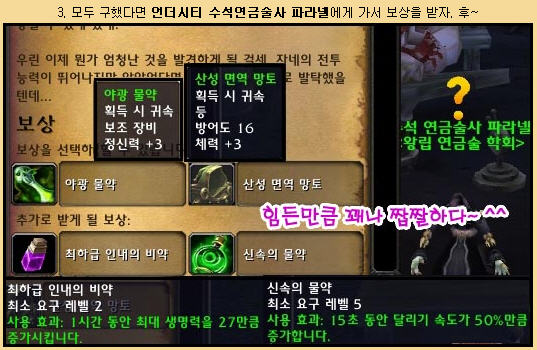 3. 모두 구했다면 언더시티 수석연금술사 파라넬에게 가서 보상을 받자. 후~
우린 이제 뭔가 엄청난 것을 발견하게 될 걸세. 자네의 전투
능력이 뛰어나지만 않았었다면
로 발탁했을
텐데...
야광 물약
획득 시 귀속
보조 장비
정신력 +3
산성 면역 망토
획득 시 귀속
등
방어도 16
체력 +3
보상
보상을 선택하
야광 물약
산성 면역 망토
추가로 받게 될 보상:
최하급 인내의 비약
신속의 물약
수석 연금술사 파라넬
<왕립 연금술 학회>
힘든만큼 꽤나 짭짤하다~ ^^
최하급 인내의 비약
최소 요구 레벨 2
사용 효과: 1시간 동안 최대 생명력을 27만큼
증가시킵니다.
신속의 물약
최소 요구 레벨 5
사용 효과: 15초 동안 달리기 속도가 50%만큼
증가합니다.